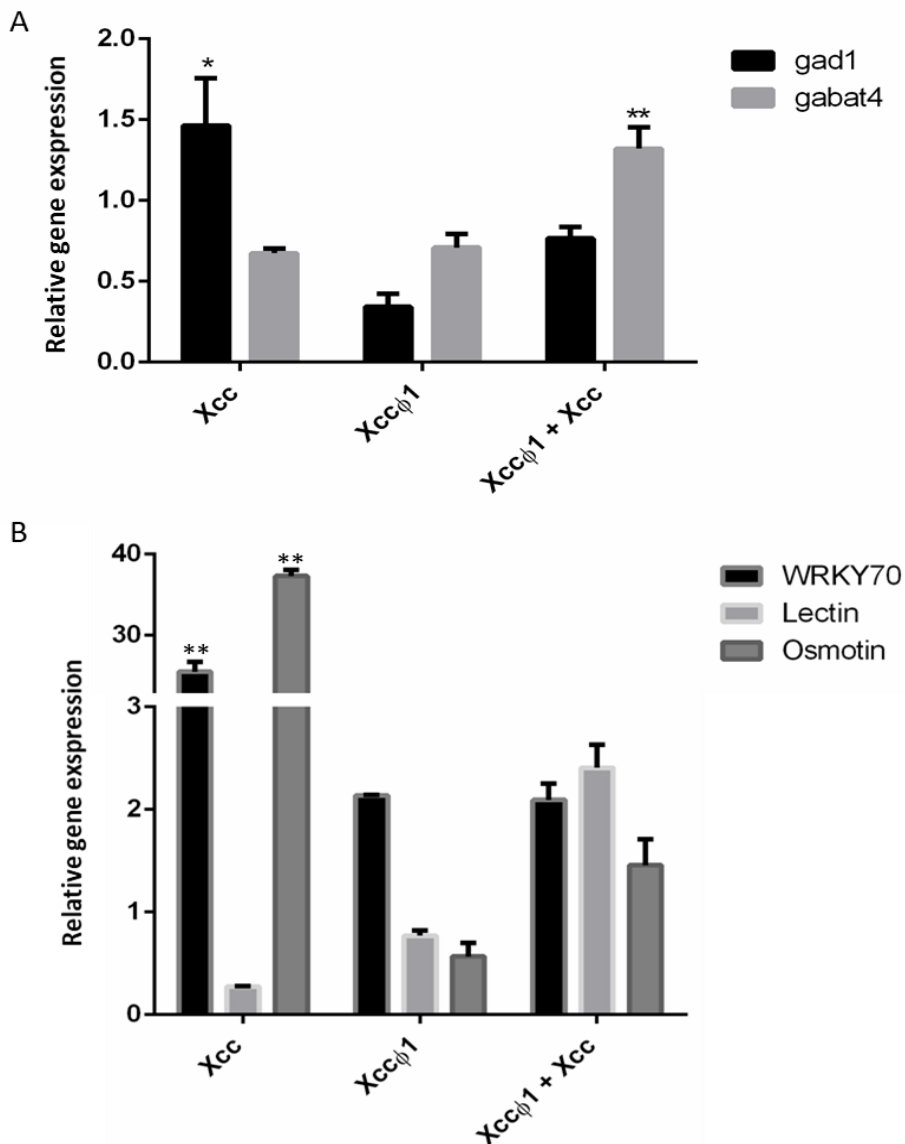 A
2.0
1.5
1.0
0.5
0.0
Relative gene exspression
*
**
gad1
gabat4
Xcc
Xccϕ1
Xccϕ1 + Xcc
B
40
30
3
2
1
0
Relative gene exspression
**
**
WRKY70
Lectin
Osmotin
Xcc
Xccϕ1
Xccϕ1 + Xcc